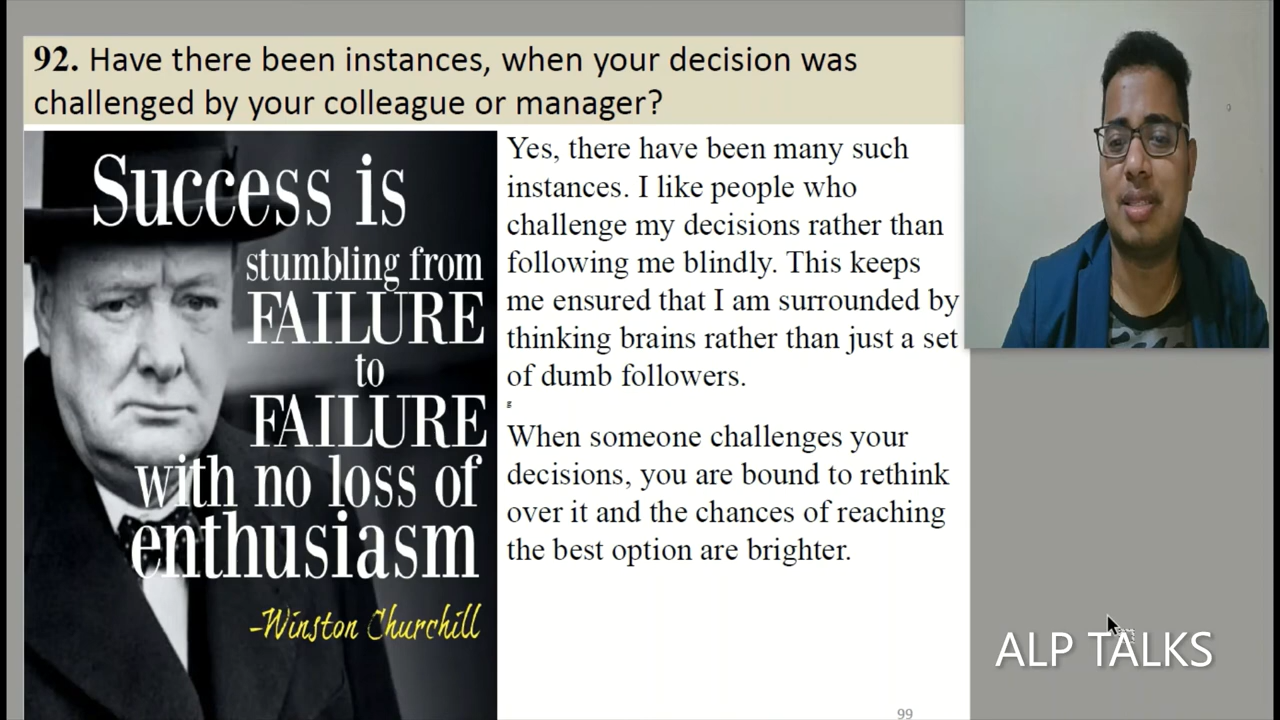 92. Have there been instances, when your decision was
challenged by your colleague or manager?
Success is
stumbling from
FAILURE
to
FAILURE
with no loss of
enthusiasm
-Winston Churchill
Yes, there have been many such
instances. I like people who
challenge my decisions rather than
following me blindly. This keeps
me ensured that I am surrounded by
thinking brains rather than just a set
of dumb followers.
When someone challenges your
decisions, you are bound to rethink
over it and the chances of reaching
the best option are brighter.
ALP TALKS
99